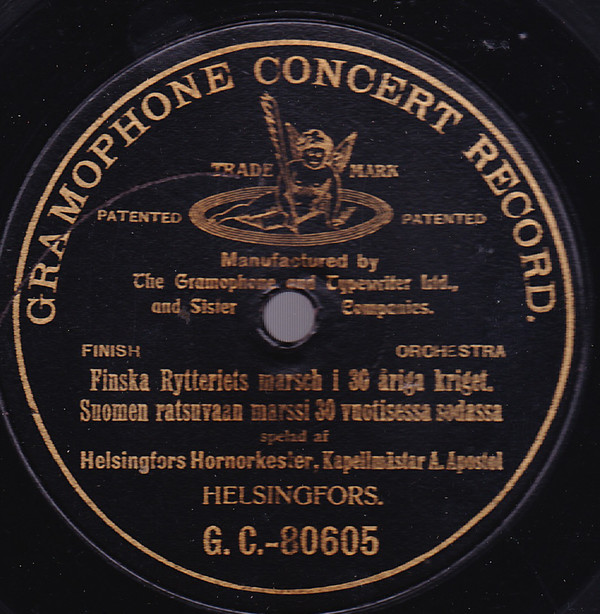 GRAMOPHONE CONCERT RECORD.
TRADE MARK
PATENTED PATENTED
Manufactured by
The Gramophone and Typewriter Ltd.,
and Sister Companies.
FINISH ORCHESTRA
Finska Rytteriets marsch i 30 åriga kriget.
Suomen ratsuvaan marssi 30 vuotisessa sodassa
spelad af
Helsingfors Hornorkester, Kapellmästar A. Apostol
HELSINGFORS.
G. C.-80605